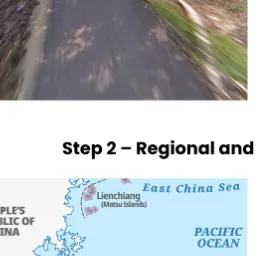 Step 2 – Regional and
East China Sea
Lienchiang
(Matsu Islands)
PLE'S
BLIC OF
INA
PACIFIC
OCEAN